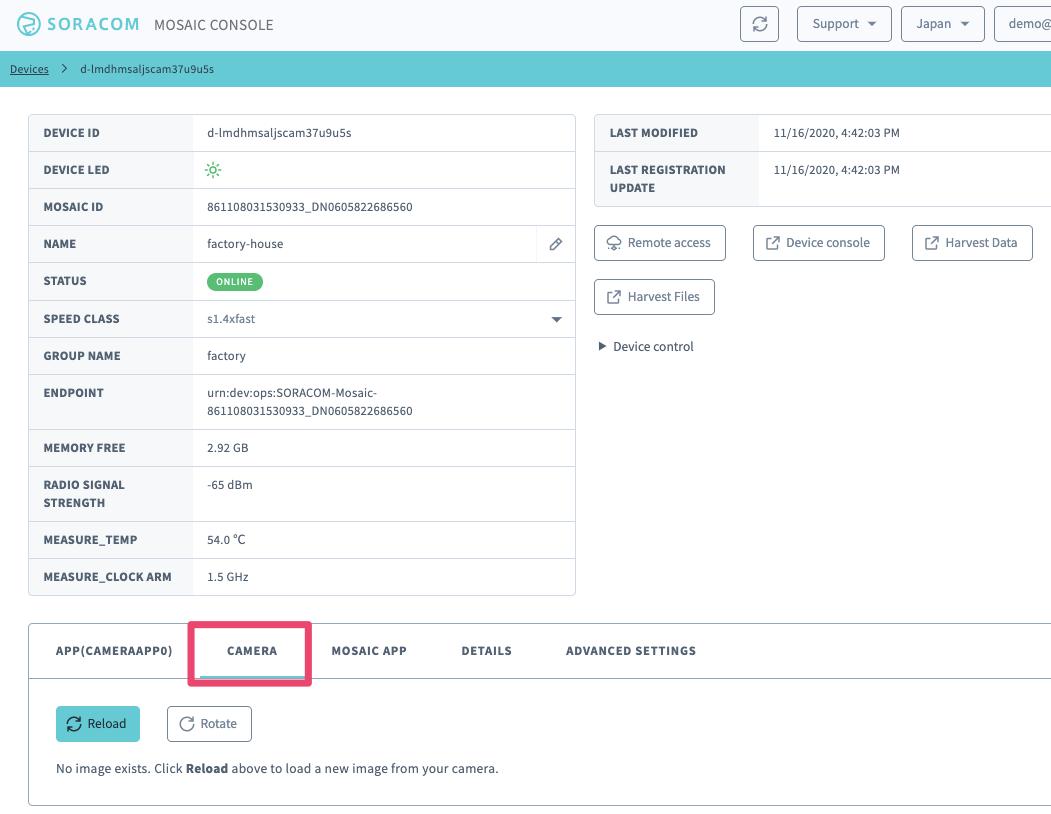 SORACOM MOSAIC CONSOLE
Support
Japan
demo@
Devices > d-lmdhmsaljscam37u9u5s
DEVICE ID d-lmdhmsaljscam37u9u5s
DEVICE LED
MOSAIC ID 861108031530933_DN0605822686560
NAME factory-house
STATUS ONLINE
SPEED CLASS s1.4xfast
GROUP NAME factory
ENDPOINT urn:dev:ops:SORACOM-Mosaic-
861108031530933_DN0605822686560
MEMORY FREE 2.92 GB
RADIO SIGNAL -65 dBm
STRENGTH
MEASURE_TEMP 54.0 ℃
MEASURE_CLOCK ARM 1.5 GHz
LAST MODIFIED 11/16/2020, 4:42:03 PM
LAST REGISTRATION 11/16/2020, 4:42:03 PM
UPDATE
Remote access
Device console
Harvest Data
Harvest Files
Device control
APP(CAMERAAPP0) CAMERA MOSAIC APP DETAILS ADVANCED SETTINGS
Reload
Rotate
No image exists. Click Reload above to load a new image from your camera.